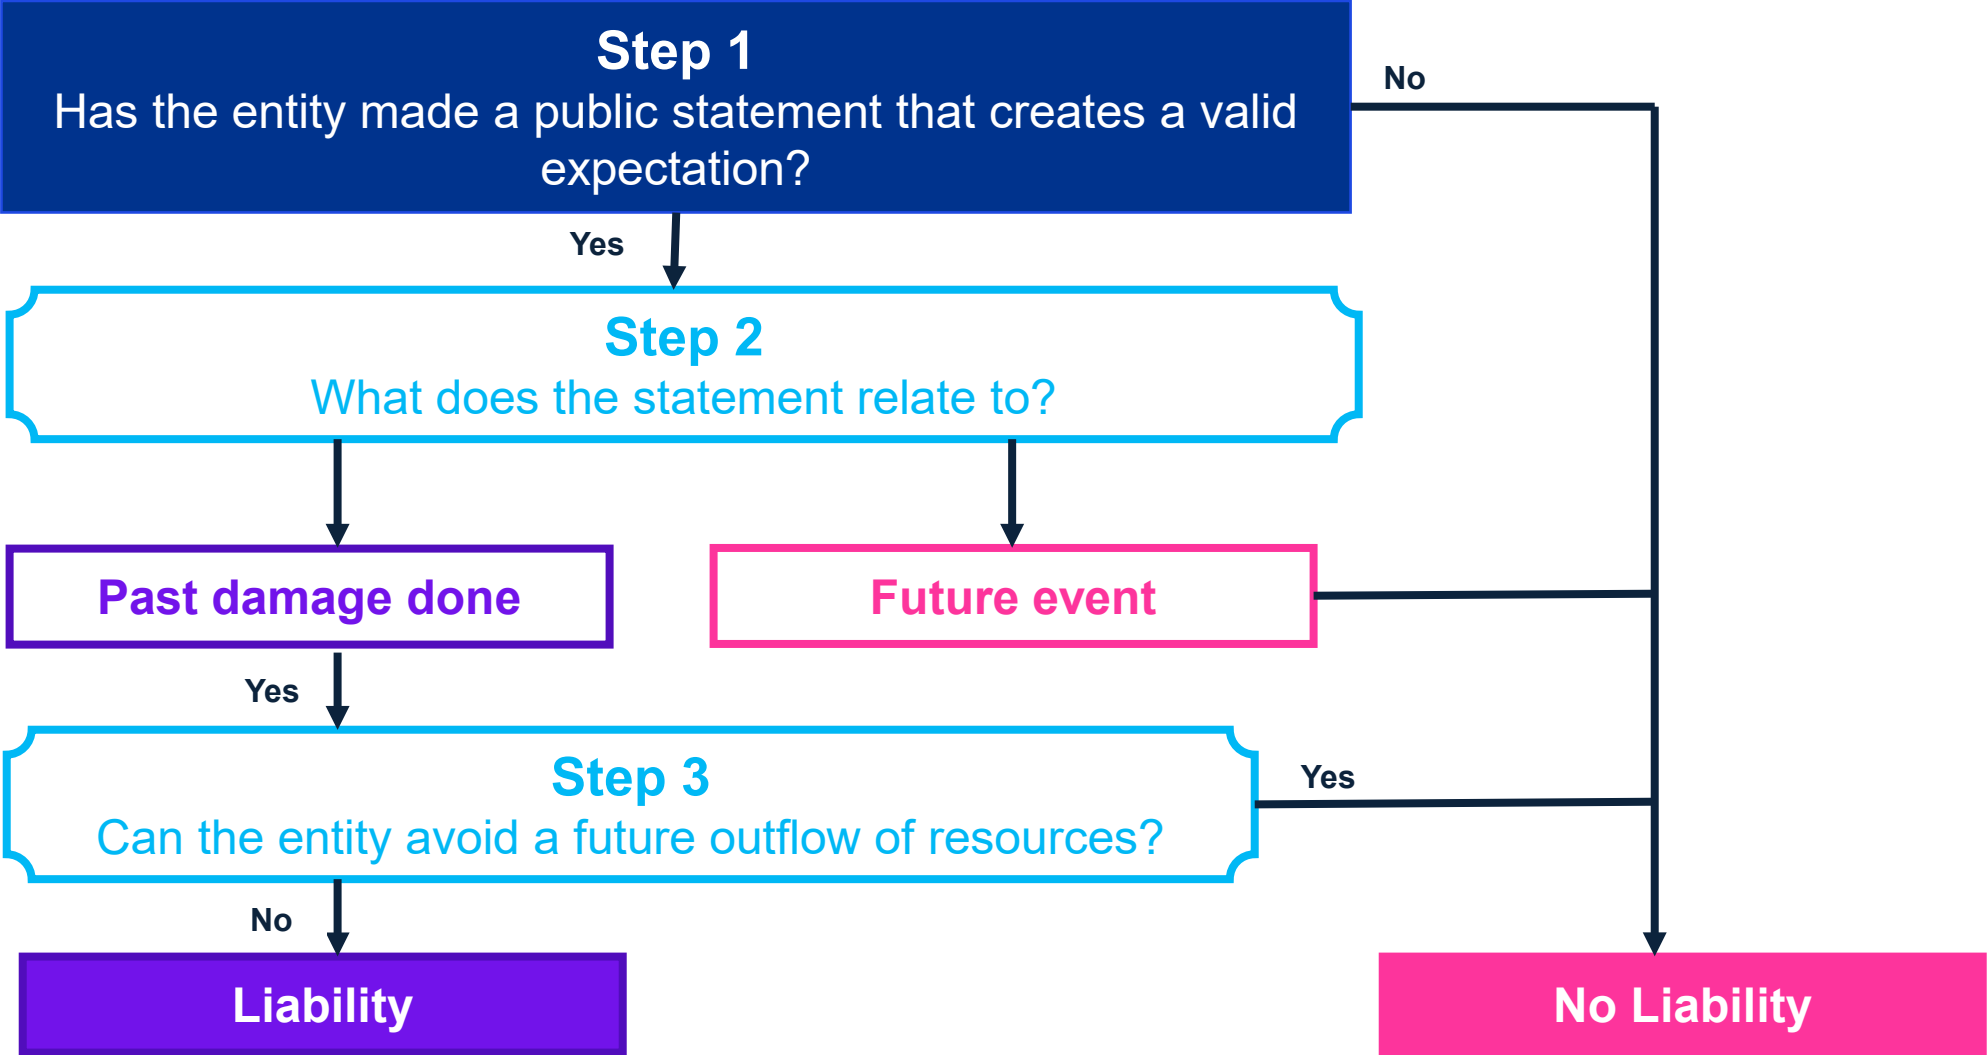 Step 1
Has the entity made a public statement that creates a valid
expectation?
No
Yes
Step 2
What does the statement relate to?
Past damage done
Future event
Yes
Step 3
Can the entity avoid a future outflow of resources?
Yes
No
Liability
No Liability